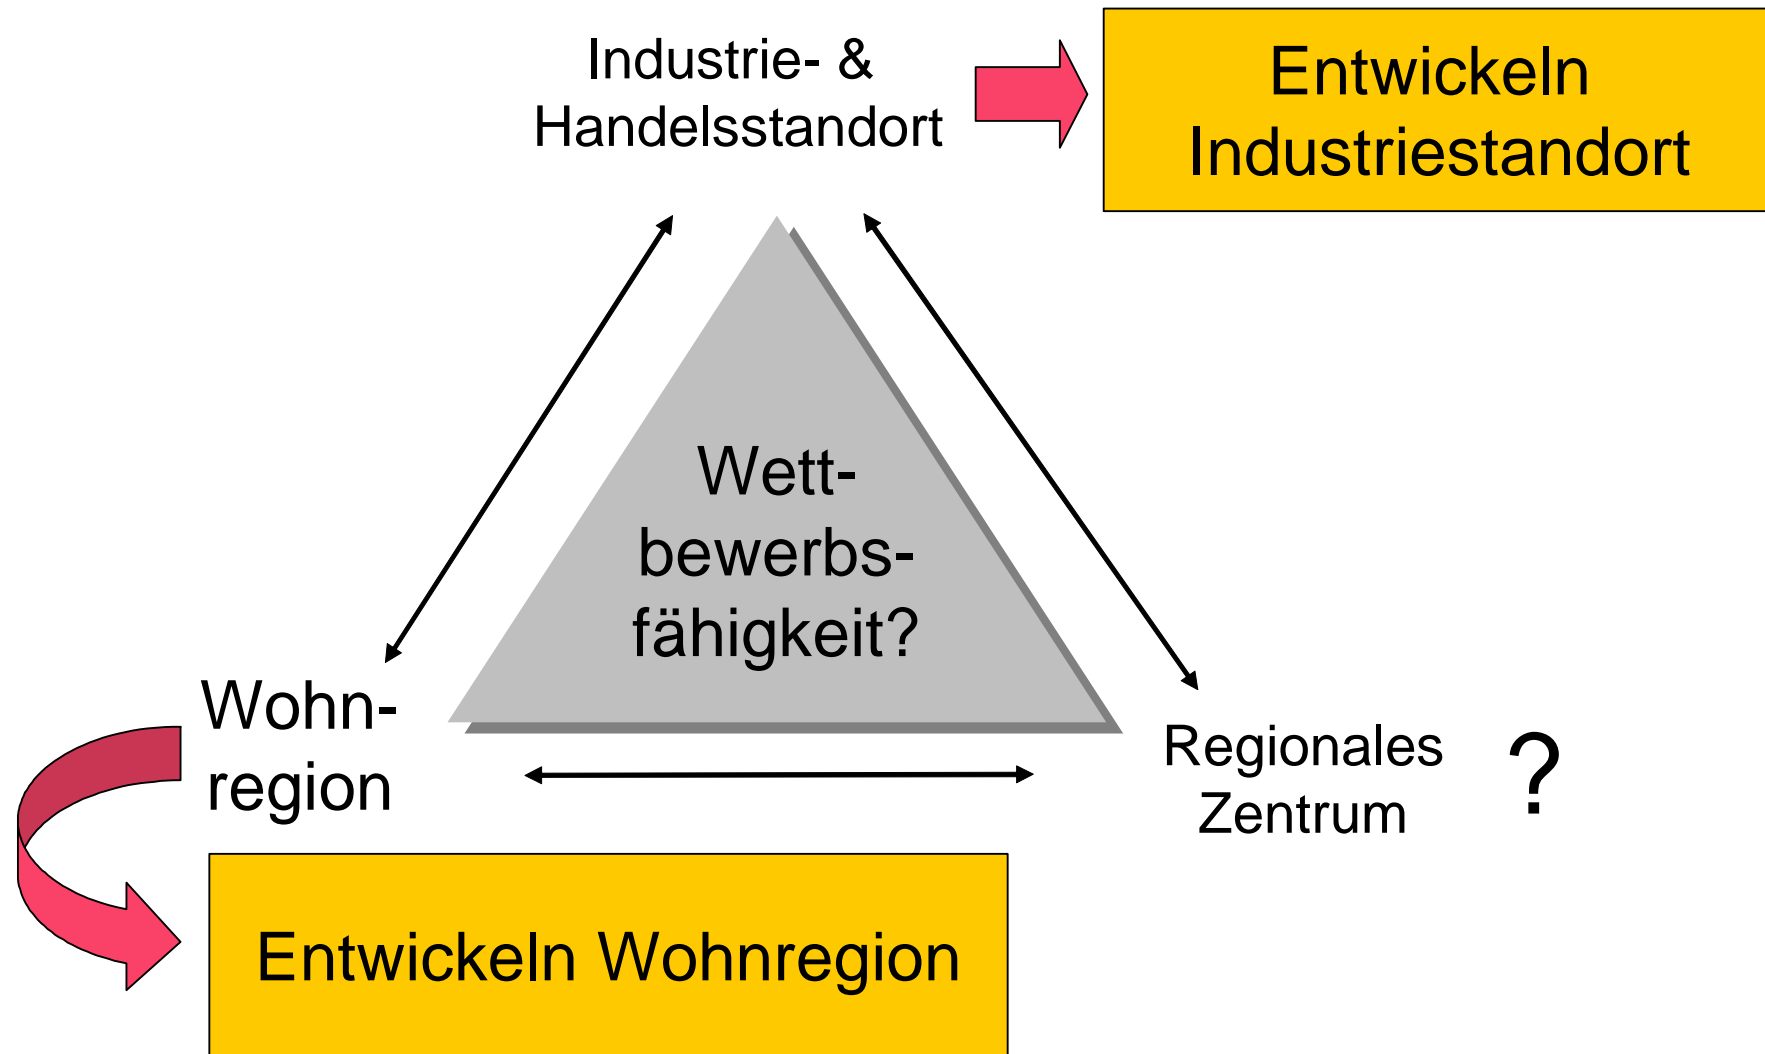 Industrie- &
Handelsstandort
Entwickeln
Industriestandort
Wett-
bewerbs-
fähigkeit?
Wohn-
region
Regionales
Zentrum
?
Entwickeln Wohnregion